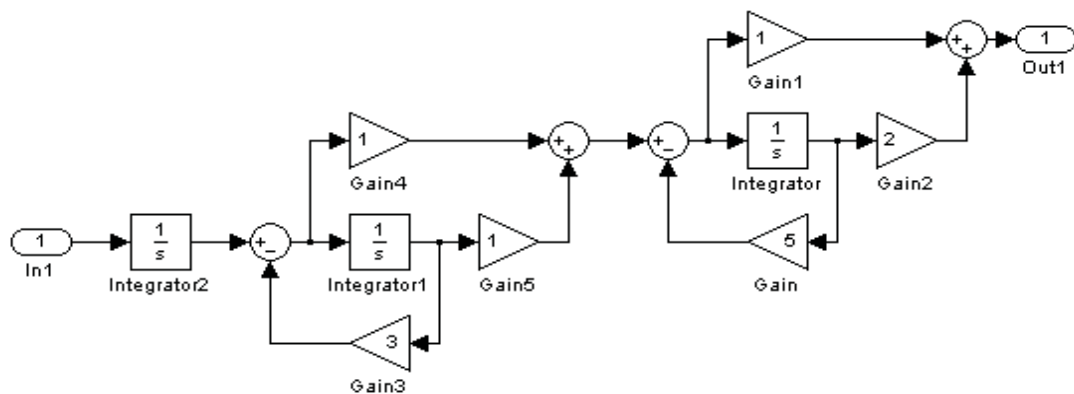 1
Gain1
+
+
1
Out1
1
Gain4
+
+
+
−
1
s
Integrator
2
Gain2
5
Gain
1
In1
1
s
Integrator2
+
−
1
s
Integrator1
1
Gain5
3
Gain3